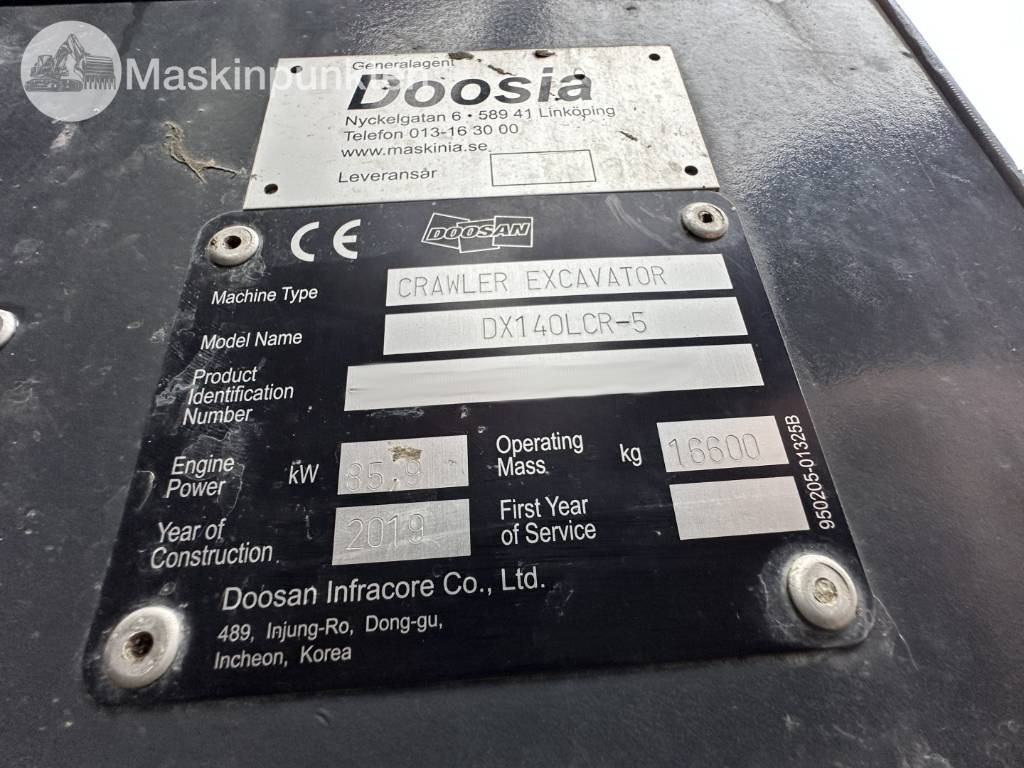 Maskinpunkten
Generalagent
Doosia
Nyckelgatan 6 • 589 41 Linköping
Telefon 013-16 30 00
www.maskinia.se
Leveransår
CE
DOOSAN
Machine Type CRAWLER EXCAVATOR
Model Name DX140LCR-5
Product
Identification
Number
Engine
Power kW 85,9
Operating
Mass kg 16600
Year of
Construction 2019
First Year
of Service
950205-01325B
Doosan Infracore Co., Ltd.
489, Injung-Ro, Dong-gu,
Incheon, Korea